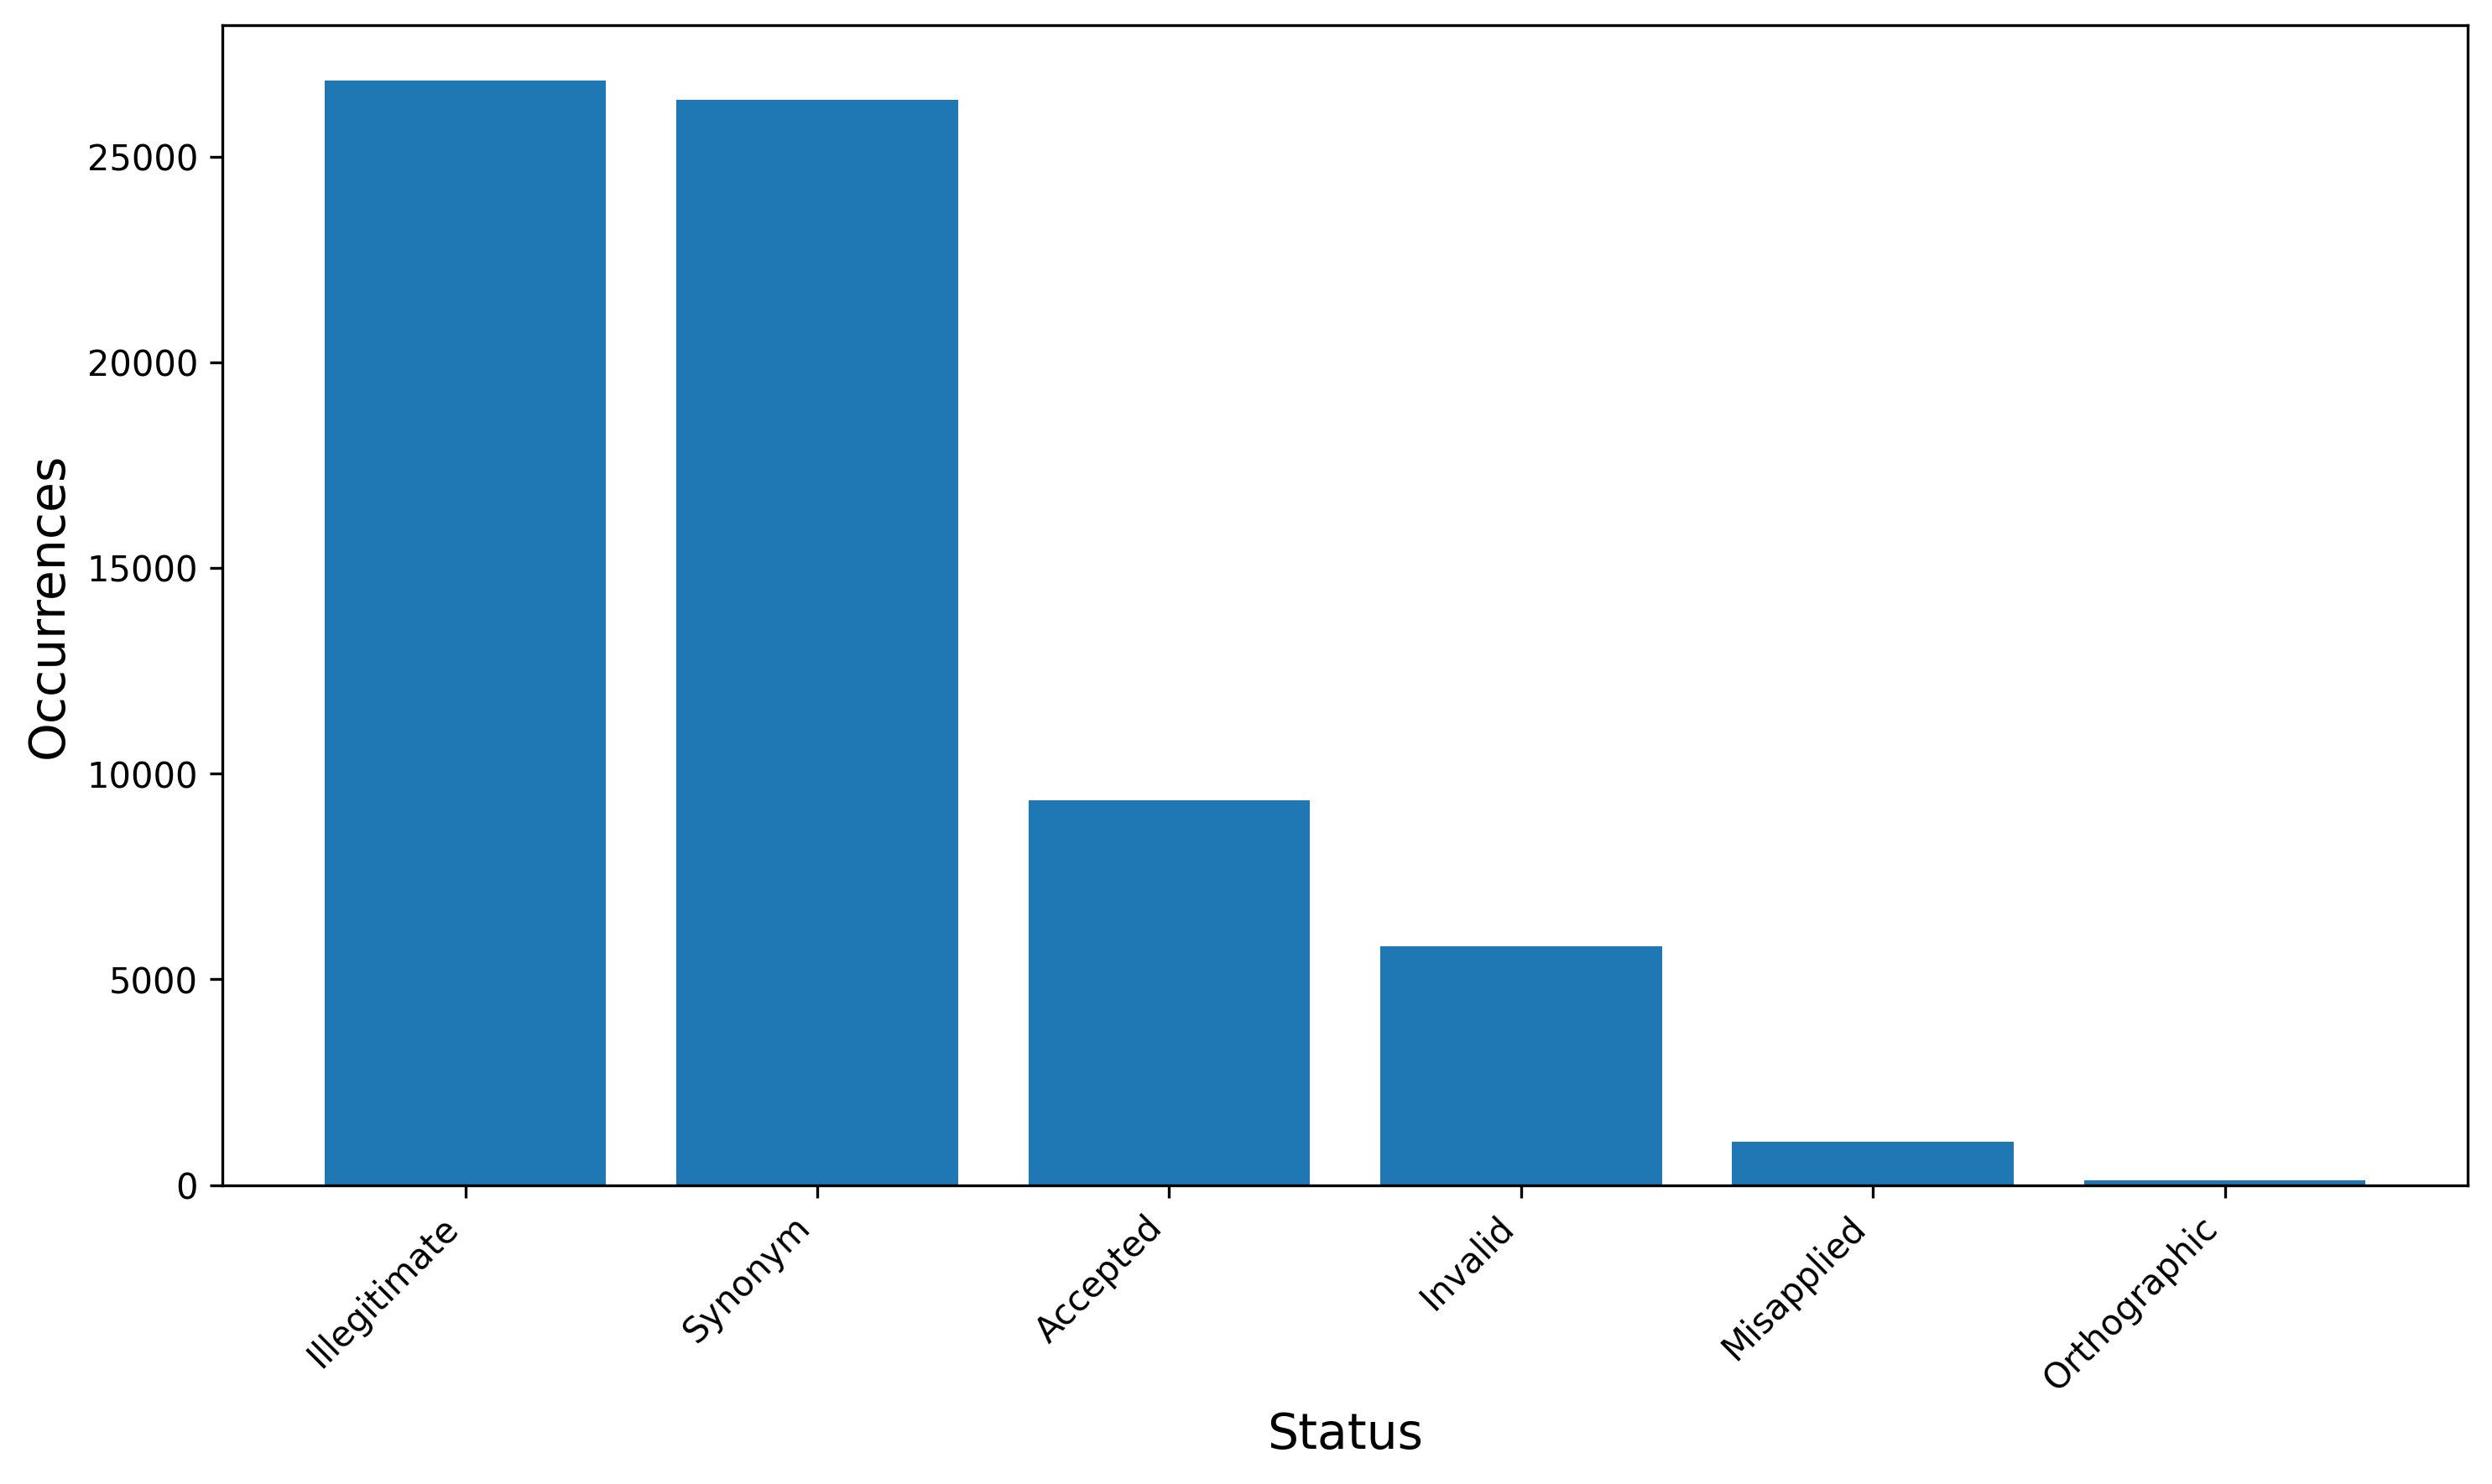 Occurrences
25000
20000
15000
10000
5000
0
Illegitimate
Synonym
Accepted
Invalid
Misapplied
Orthographic
Status